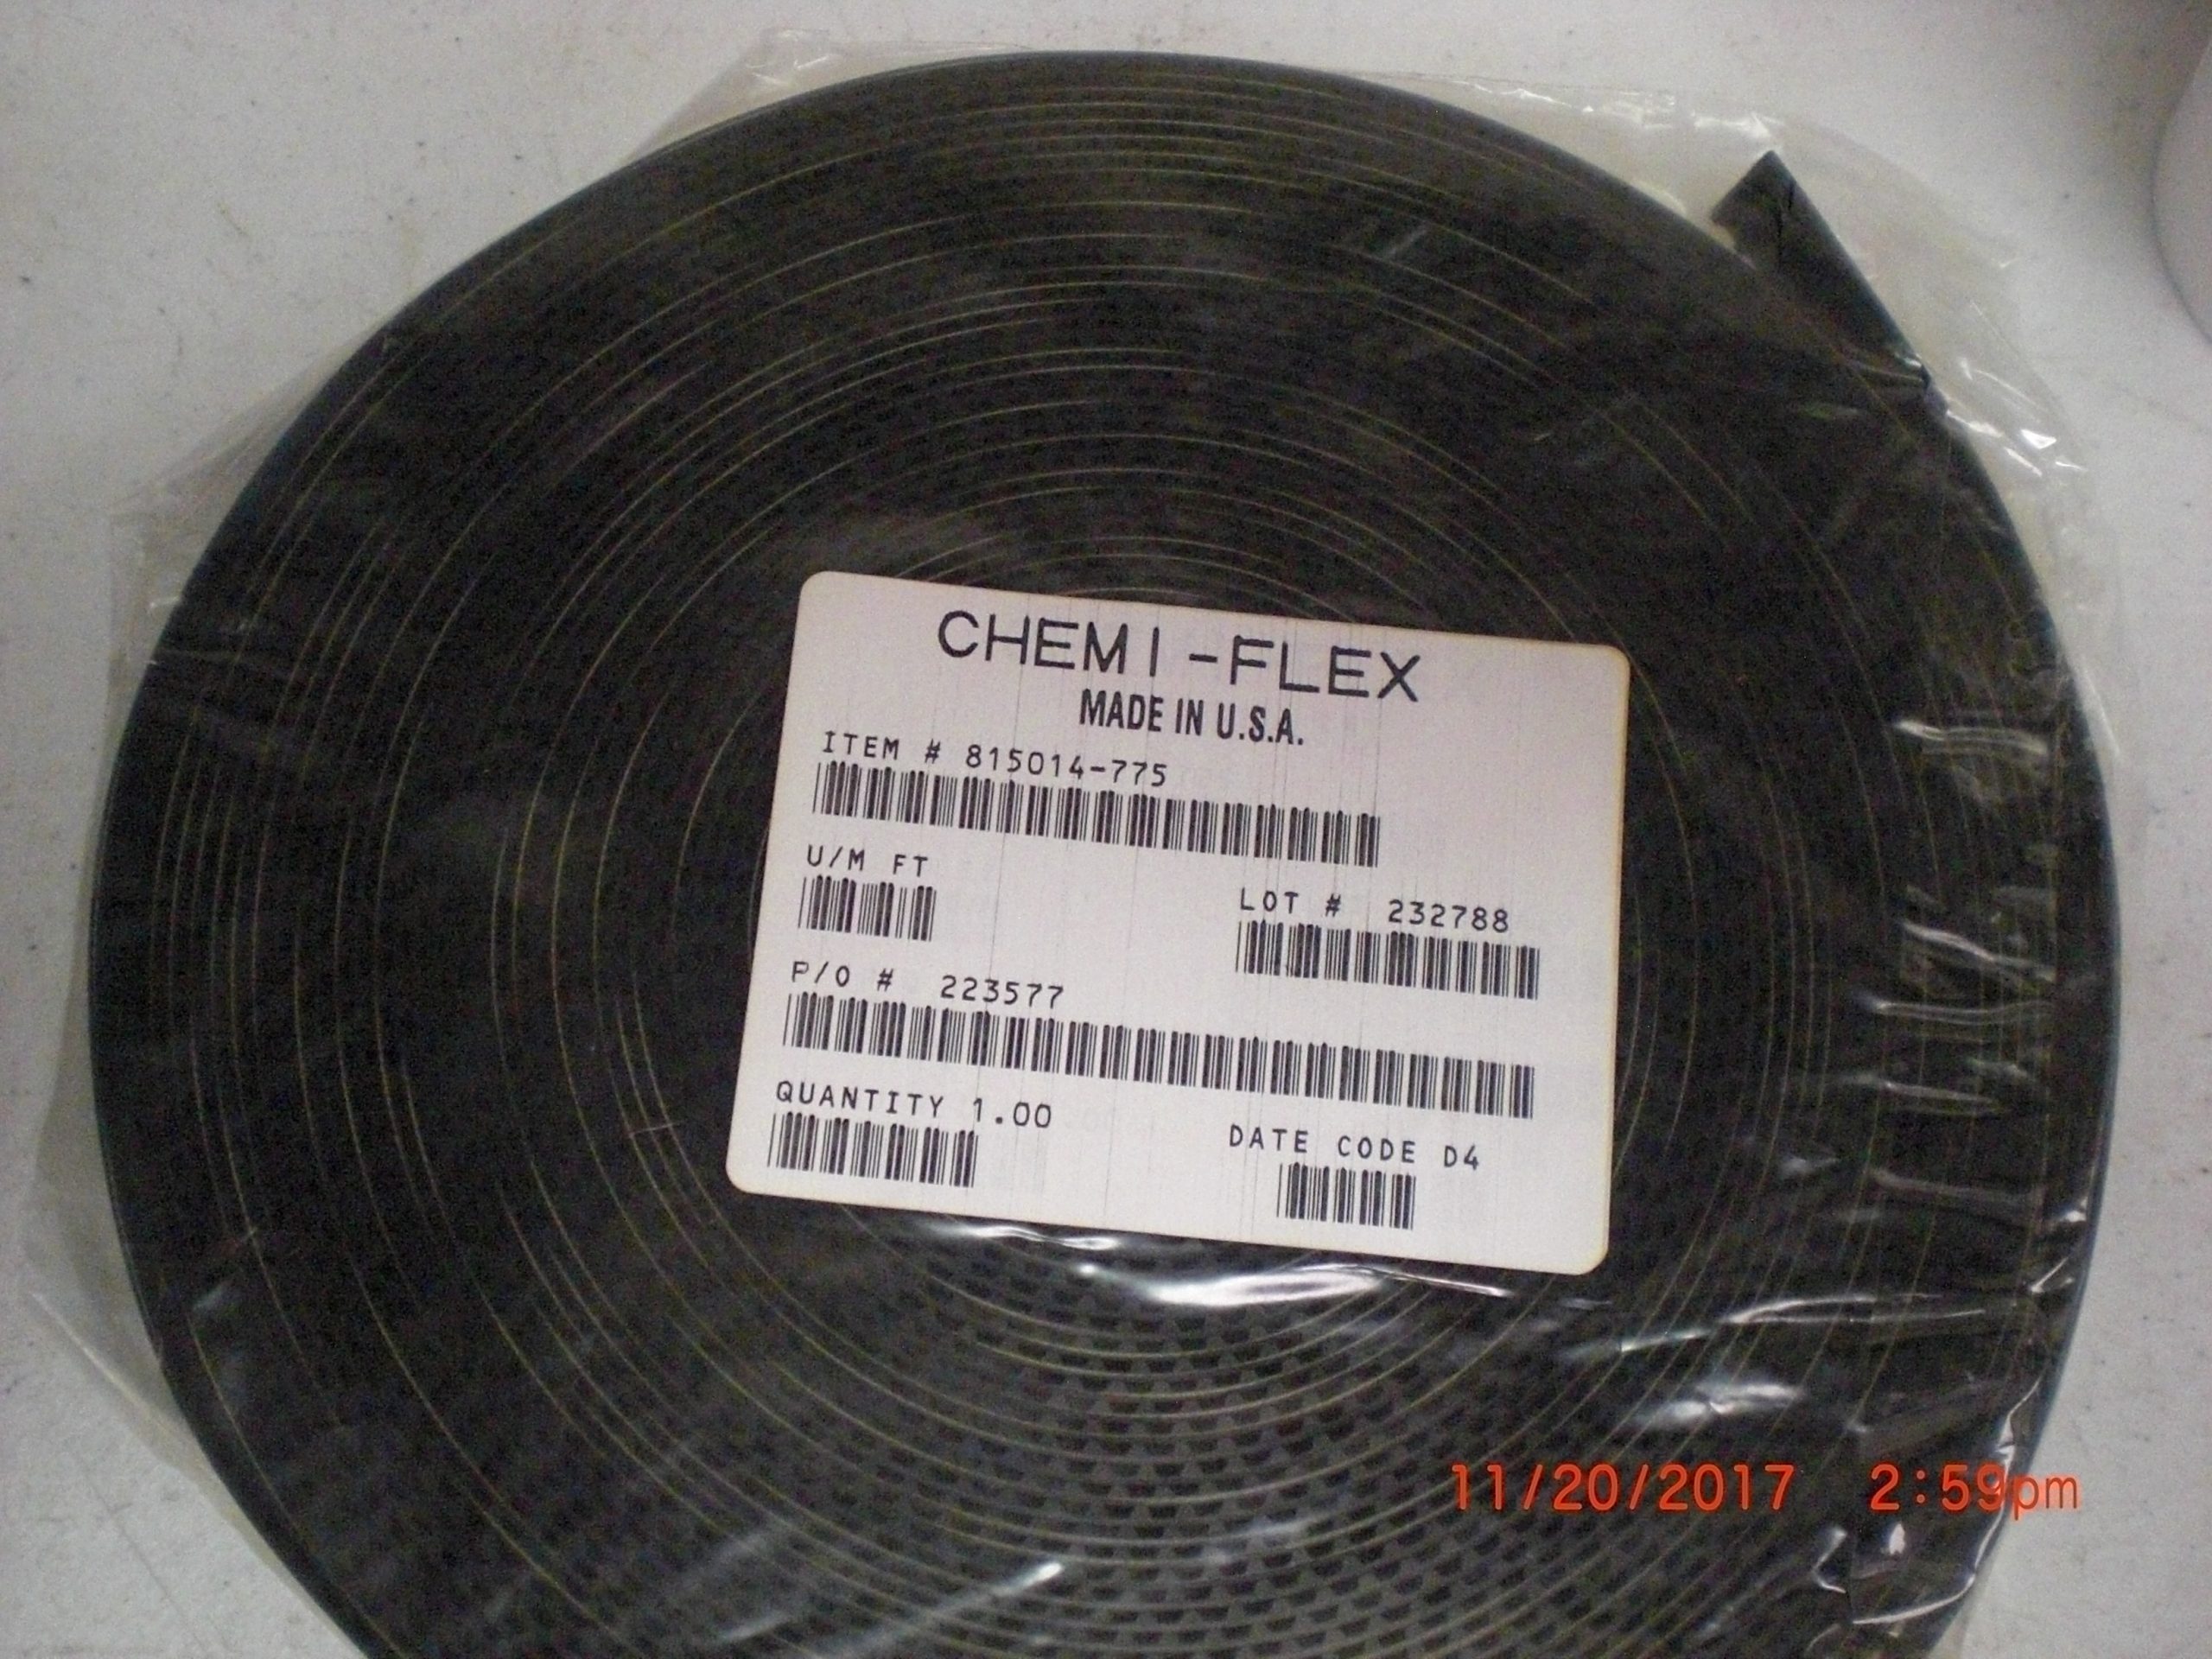 CHEMI-FLEX
MADE IN U.S.A.
ITEM # 815014-775
U/M FT
LOT # 232788
P/O # 223577
QUANTITY 1.00
DATE CODE D4
11/20/2017 2:59pm